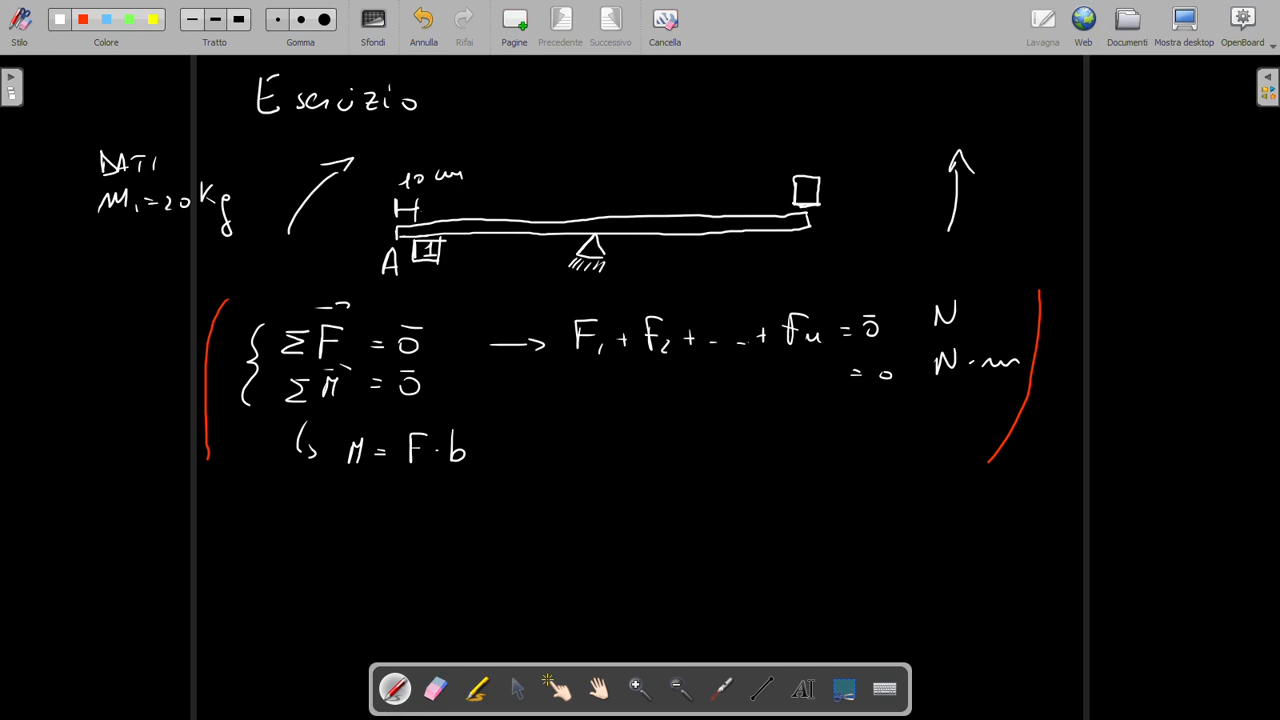 Stilo Colore Tratto Gomma Sfondi Annulla Rifai Pagine Precedente Successivo Cancella Lavagna Web Documenti Mostra desktop OpenBoard
Esercizio
DATI
M₁ = 20 Kg
10 cm
A
1
ΣF⃗ = 0̄ → F₁ + F₂ + ... + Fₙ = 0̄ N
ΣM⃗ = 0̄ = 0 N·m
↳ M = F · b
AI